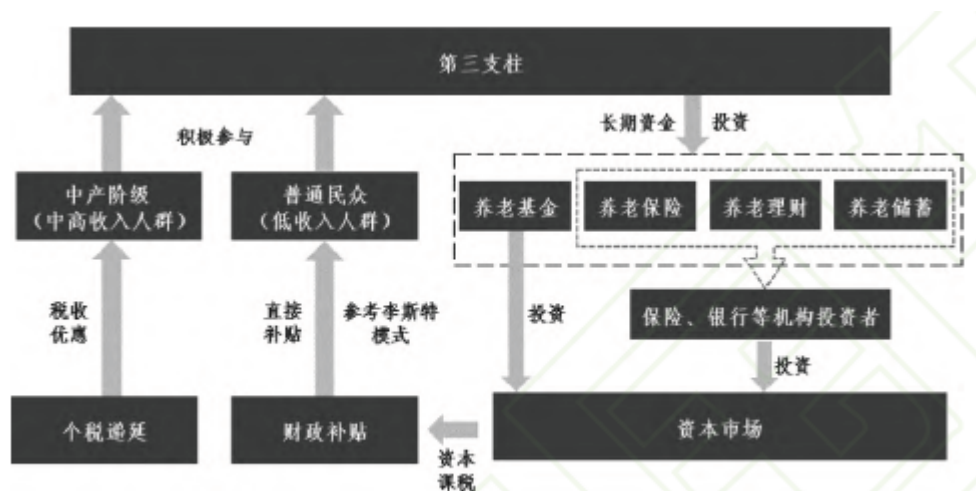 第三支柱
积极参与
长期资金
投资
中产阶级
（中高收入人群）
普通民众
（低收入人群）
养老基金
养老保险
养老理财
养老储蓄
税收
优惠
直接
补贴
参考李斯特
模式
投资
保险、银行等机构投资者
投资
个税递延
财政补贴
资本
课税
资本市场